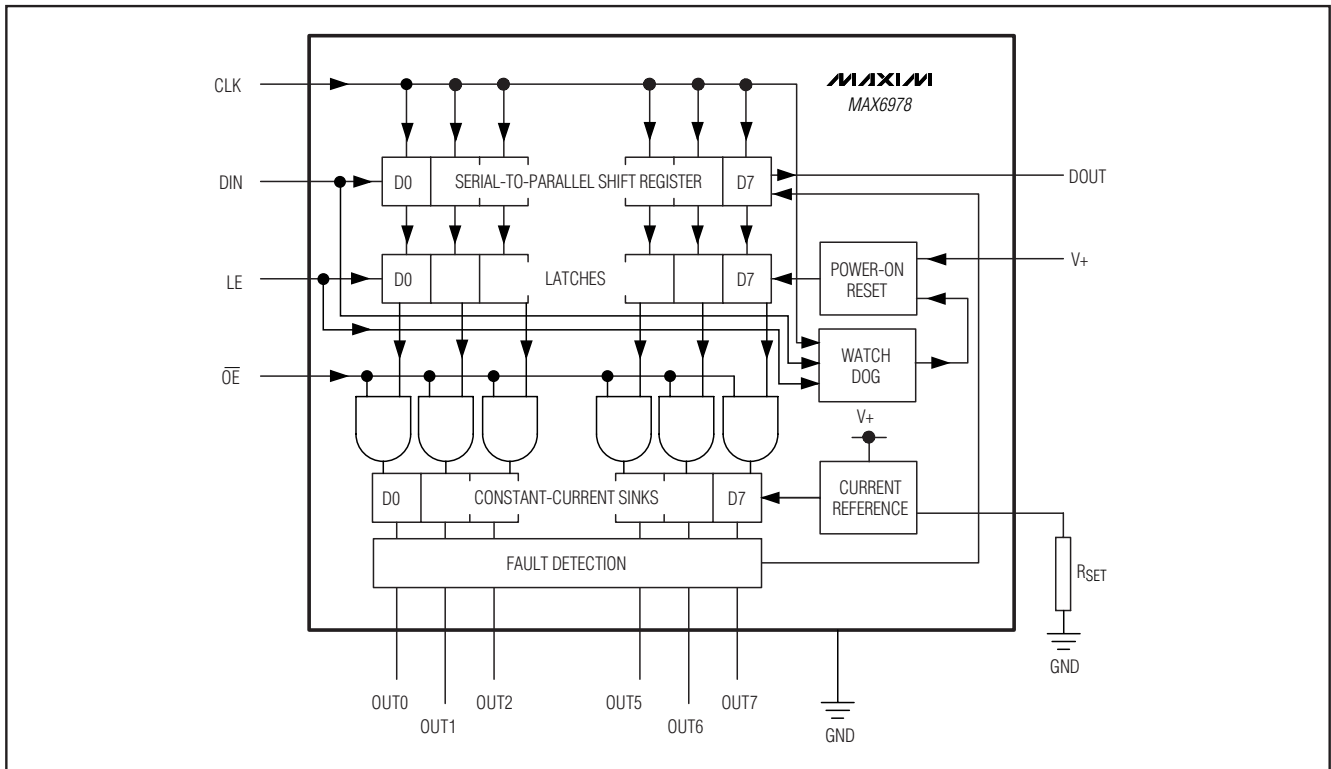 MAXIM
MAX6978
CLK
DIN
LE
O̅E̅
D0
SERIAL-TO-PARALLEL SHIFT REGISTER
D7
DOUT
D0
LATCHES
D7
POWER-ON
RESET
V+
WATCH
DOG
V+
D0
CONSTANT-CURRENT SINKS
D7
CURRENT
REFERENCE
FAULT DETECTION
RSET
GND
OUT0
OUT1
OUT2
OUT5
OUT6
OUT7
GND